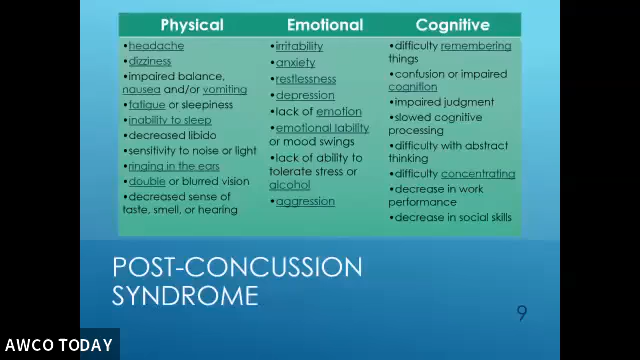 Physical
•headache
•dizziness
•impaired balance,
nausea and/or vomiting
•fatigue or sleepiness
•inability to sleep
•decreased libido
•sensitivity to noise or light
•ringing in the ears
•double or blurred vision
•decreased sense of
taste, smell, or hearing
Emotional
•irritability
•anxiety
•restlessness
•depression
•lack of emotion
•emotional lability
or mood swings
•lack of ability to
tolerate stress or
alcohol
•aggression
Cognitive
•difficulty remembering
things
•confusion or impaired
cognition
•impaired judgment
•slowed cognitive
processing
•difficulty with abstract
thinking
•difficulty concentrating
•decrease in work
performance
•decrease in social skills
POST-CONCUSSION
SYNDROME
9
AWCO TODAY